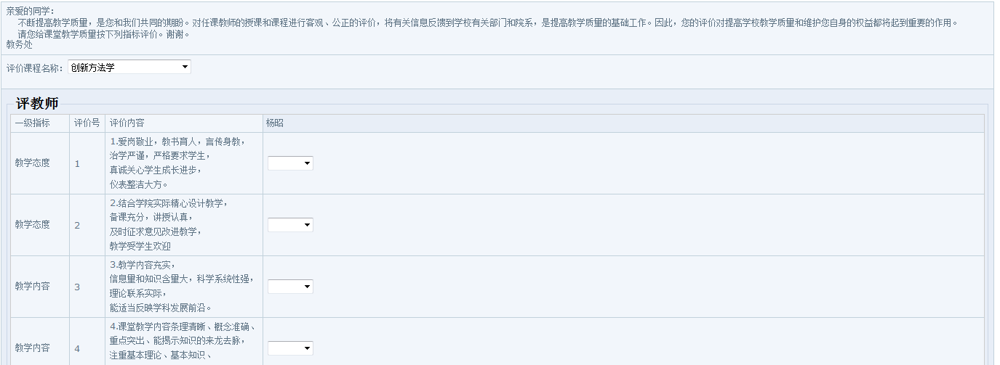 亲爱的同学：
不断提高教学质量，是您和我们共同的期盼。对任课教师的授课和课程进行客观、公正的评价，将有关信息反馈到学校有关部门和院系，是提高教学质量的基础工作。因此，您的评价对提高学校教学质量和维护您自身的权益都将起到重要的作用。
请您给课堂教学质量按下列指标评价。谢谢。
教务处
评价课程名称： 创新方法学
评教师
一级指标 评价号 评价内容 杨昭
教学态度 1
1.爱岗敬业，教书育人，言传身教，
治学严谨，严格要求学生，
真诚关心学生成长进步，
仪表整洁大方。
教学态度 2
2.结合学院实际精心设计教学，
备课充分，讲授认真，
及时征求意见改进教学，
教学受学生欢迎
教学内容 3
3.教学内容充实，
信息量和知识含量大，科学系统性强，
理论联系实际，
能适当反映学科发展前沿。
教学内容 4
4.课堂教学内容条理清晰、概念准确、
重点突出、能揭示知识的来龙去脉，
注重基本理论、基本知识、